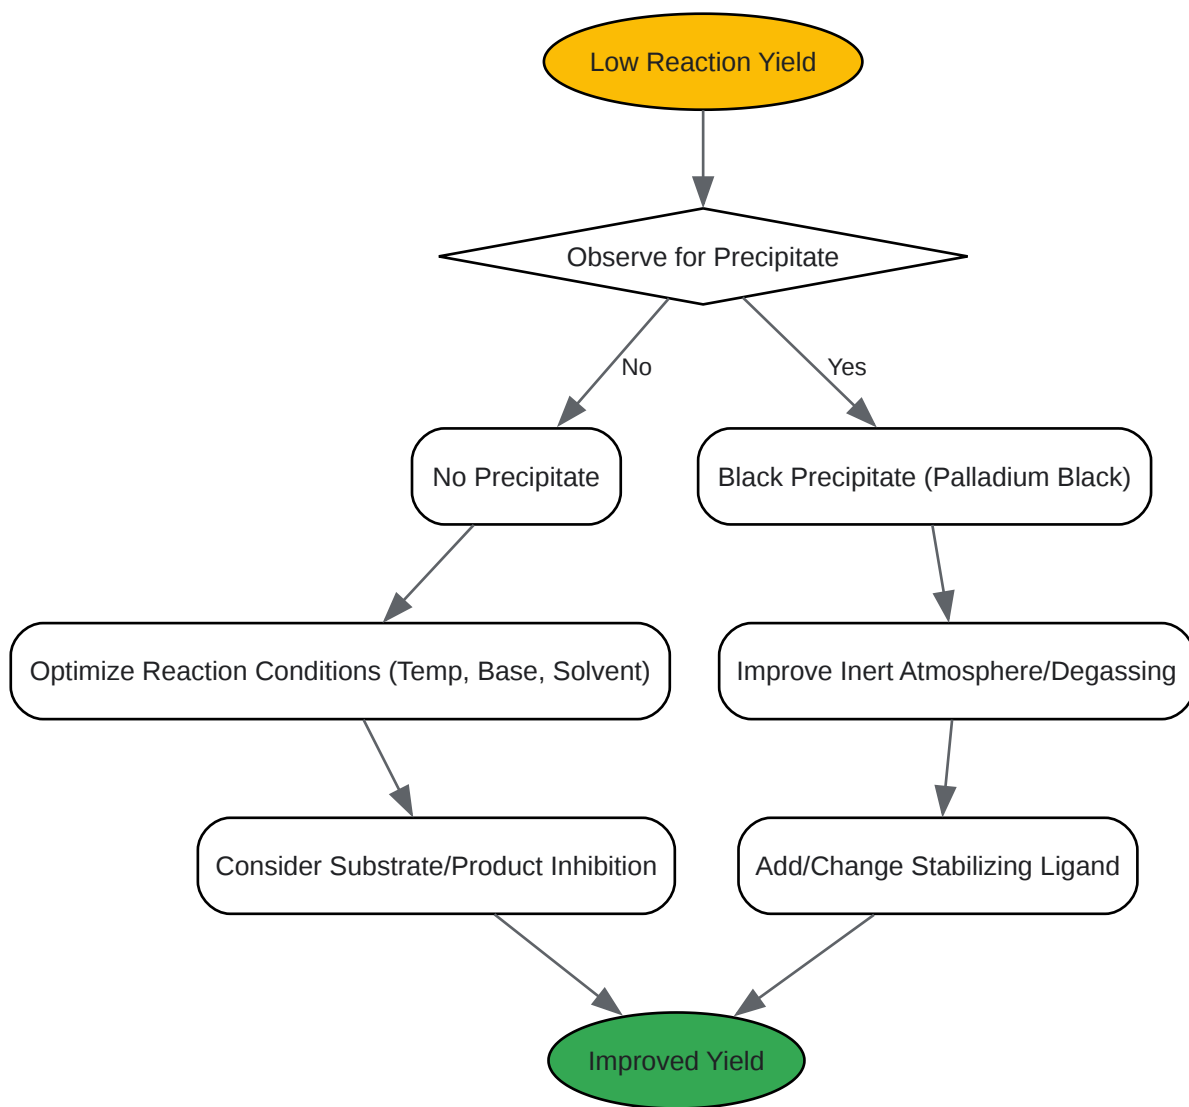 Low Reaction Yield
Observe for Precipitate
No
Yes
No Precipitate
Black Precipitate (Palladium Black)
Optimize Reaction Conditions (Temp, Base, Solvent)
Improve Inert Atmosphere/Degassing
Consider Substrate/Product Inhibition
Add/Change Stabilizing Ligand
Improved Yield